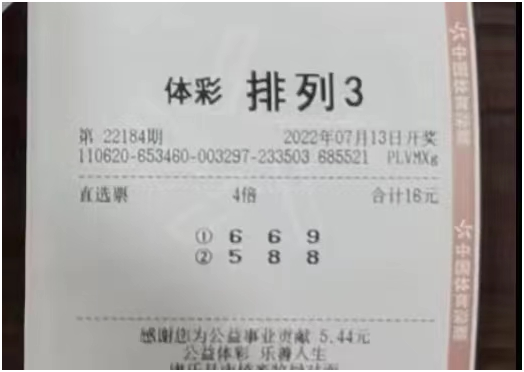 体彩 排列3
第 22184期 2022年07月13日开奖
110620-653460-003297-233503 685521 PLVMXg
直选票 4倍 合计16元
① 6 6 9
② 5 8 8
感谢您为公益事业贡献 5.44元
公益体彩 乐善人生
中国体育彩票
中国体育彩票